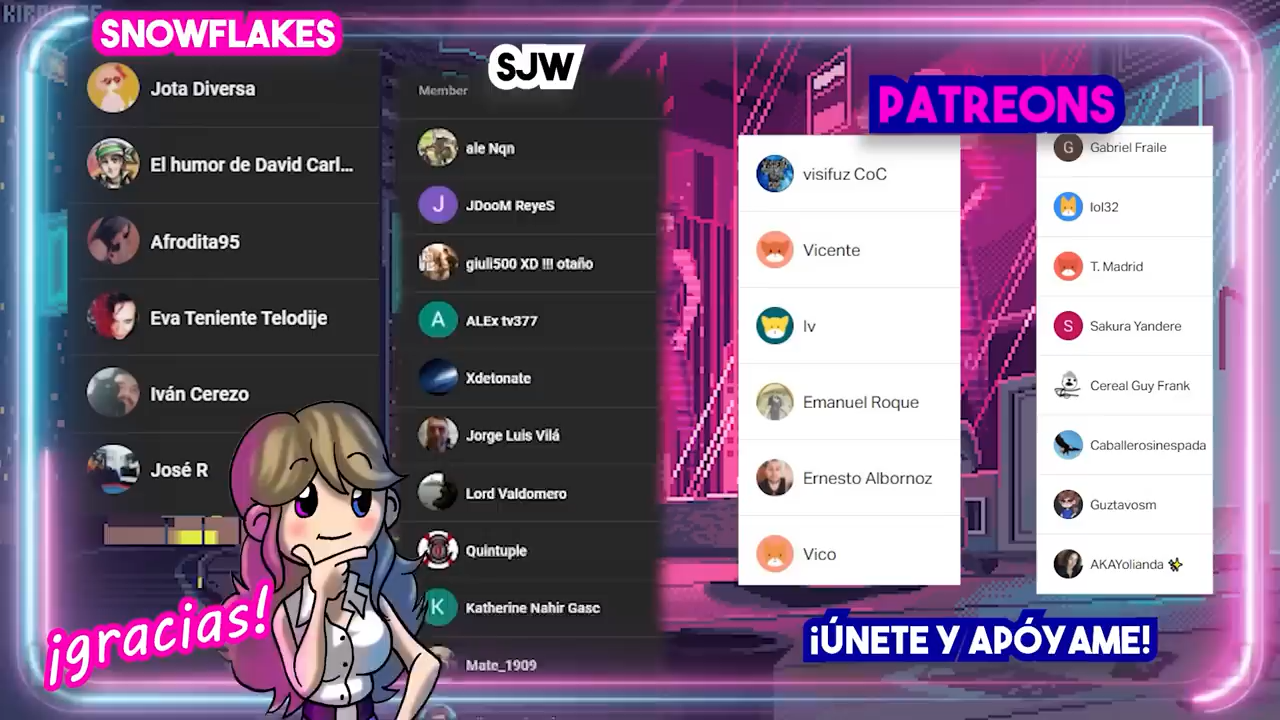 SNOWFLAKES
Jota Diversa
El humor de David Carl...
Afrodita95
Eva Teniente Telodije
Iván Cerezo
José R
¡gracias!
SJW
Member
ale Nqn
J
JDooM ReyeS
giuli500 XD !!! otaño
A
ALEx tv377
Xdetonate
Jorge Luis Vilá
Lord Valdomero
Quintuple
K
Katherine Nahir Gasc
Mate_1909
PATREONS
visifuz CoC
Vicente
Iv
Emanuel Roque
Ernesto Albornoz
Vico
G
Gabriel Fraile
lol32
T. Madrid
S
Sakura Yandere
Cereal Guy Frank
Caballerosinespada
Guztavosm
AKAYolianda ✨
¡ÚNETE Y APÓYAME!